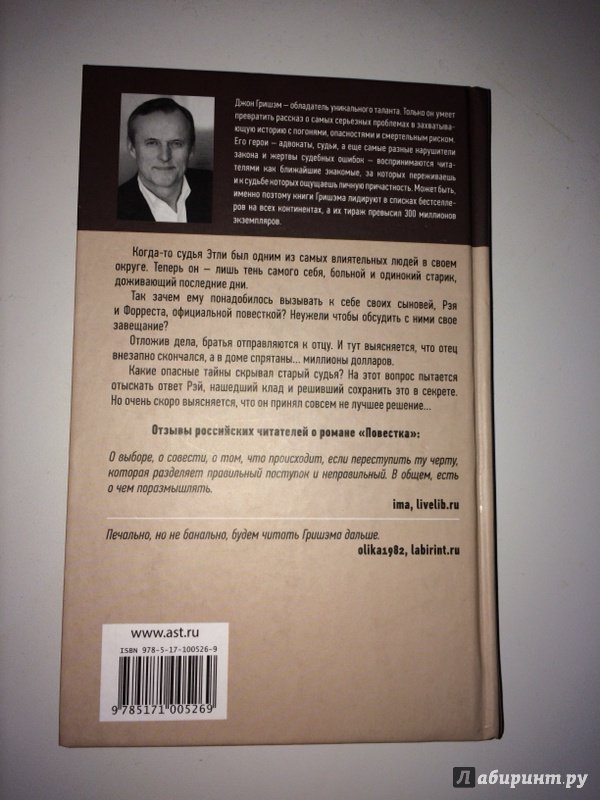 Джон Гришэм – обладатель уникального таланта. Только он умеет
превратить рассказ о самых серьезных проблемах в захватыва-
ющую историю с погонями, опасностями и смертельным риском.
Его герои – адвокаты, судьи, а еще самые разные нарушители
закона и жертвы судебных ошибок – воспринимаются чита-
телями как ближайшие знакомые, за которых переживаешь
и к судьбе которых ощущаешь личную причастность. Может быть,
именно поэтому книги Гришэма лидируют в списках бестселле-
ров на всех континентах, а их тираж превысил 300 миллионов
экземпляров.
Когда-то судья Этли был одним из самых влиятельных людей в своем
округе. Теперь он – лишь тень самого себя, больной и одинокий старик,
доживающий последние дни.
Так зачем ему понадобилось вызывать к себе своих сыновей, Рэя
и Форреста, официальной повесткой? Неужели чтобы обсудить с ними свое
завещание?
Отложив дела, братья отправляются к отцу. И тут выясняется, что отец
внезапно скончался, а в доме спрятаны... миллионы долларов.
Какие опасные тайны скрывал старый судья? На этот вопрос пытается
отыскать ответ Рэй, нашедший клад и решивший сохранить это в секрете.
Но очень скоро выясняется, что он принял совсем не лучшее решение...
Отзывы российских читателей о романе «Повестка»:
О выборе, о совести, о том, что происходит, если переступить ту черту,
которая разделяет правильный поступок и неправильный. В общем, есть
о чем поразмышлять.
ima, livelib.ru
Печально, но не банально, будем читать Гришэма дальше.
olika1982, labirint.ru
www.ast.ru
ISBN 978-5-17-100526-9
9 785171 005269
Лабиринт.ру